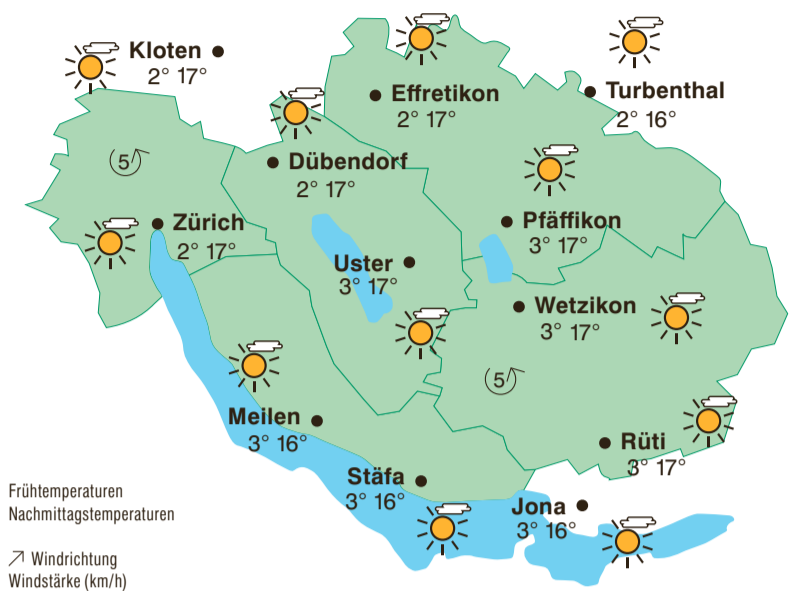 Kloten
2° 17°
Effretikon
2° 17°
Turbenthal
2° 16°
5
Dübendorf
2° 17°
Zürich
2° 17°
Pfäffikon
3° 17°
Uster
3° 17°
Wetzikon
3° 17°
5
Meilen
3° 16°
Rüti
3° 17°
Stäfa
3° 16°
Jona
3° 16°
Frühtemperaturen
Nachmittagstemperaturen
Windrichtung
Windstärke (km/h)